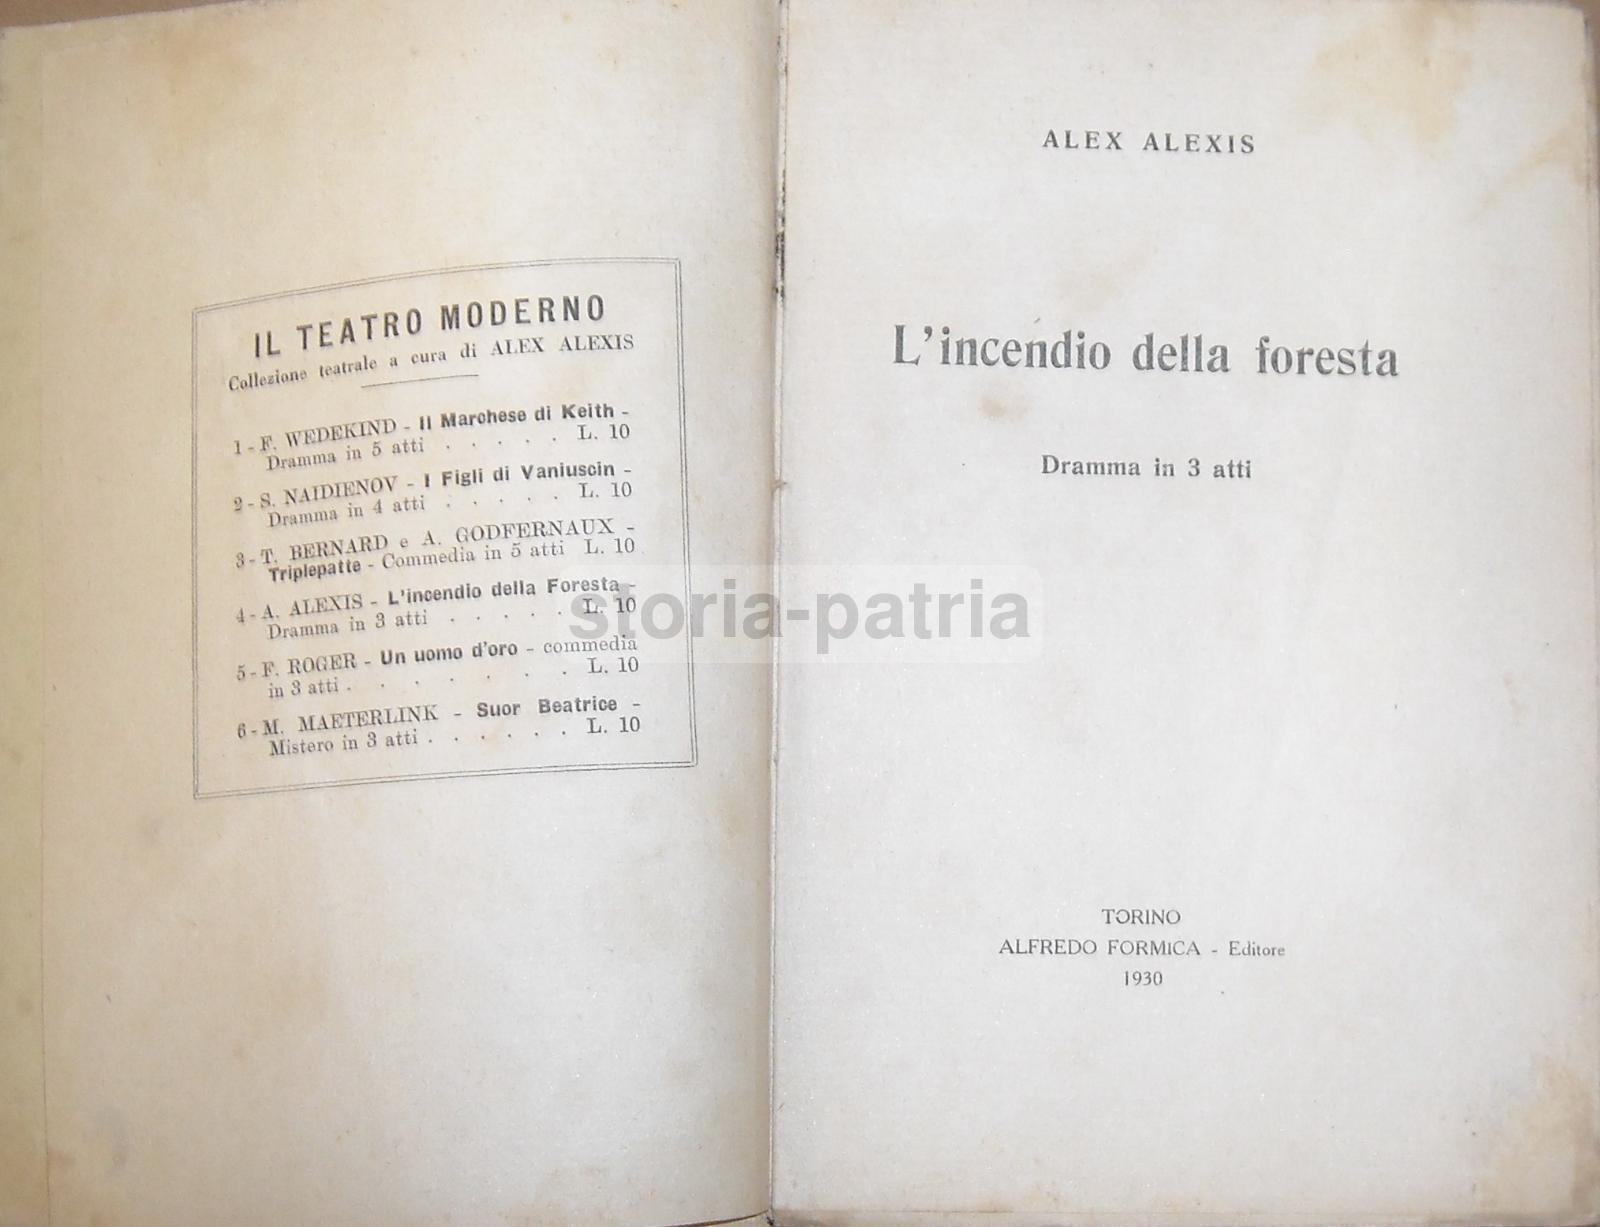 IL TEATRO MODERNO
Collezione teatrale a cura di ALEX ALEXIS
1 - F. WEDEKIND - Il Marchese di Keith -
Dramma in 5 atti . . . . . L. 10
2 - S. NAIDIENOV - I Figli di Vaniuscin -
Dramma in 4 atti . . . . . L. 10
3 - T. BERNARD e A. GODFERNAUX -
Triplepatte - Commedia in 5 atti L. 10
4 - A. ALEXIS - L'incendio della Foresta -
Dramma in 3 atti . . . . . L. 10
5 - F. ROGER - Un uomo d'oro - commedia
in 3 atti . . . . . . . . L. 10
6 - M. MAETERLINK - Suor Beatrice -
Mistero in 3 atti . . . . . . L. 10
ALEX ALEXIS
L'incendio della foresta
Dramma in 3 atti
storia-patria
TORINO
ALFREDO FORMICA - Editore
1930